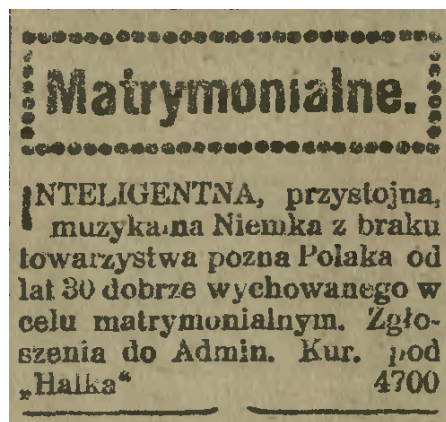 Matrymonialne.
INTELIGENTNA, przystojna,
muzykalna Niemka z braku
towarzystwa pozna Polaka od
lat 30 dobrze wychowanego w
celu matrymonialnym. Zgło-
szenia do Admin. Kur. pod
„Halka“ 4700